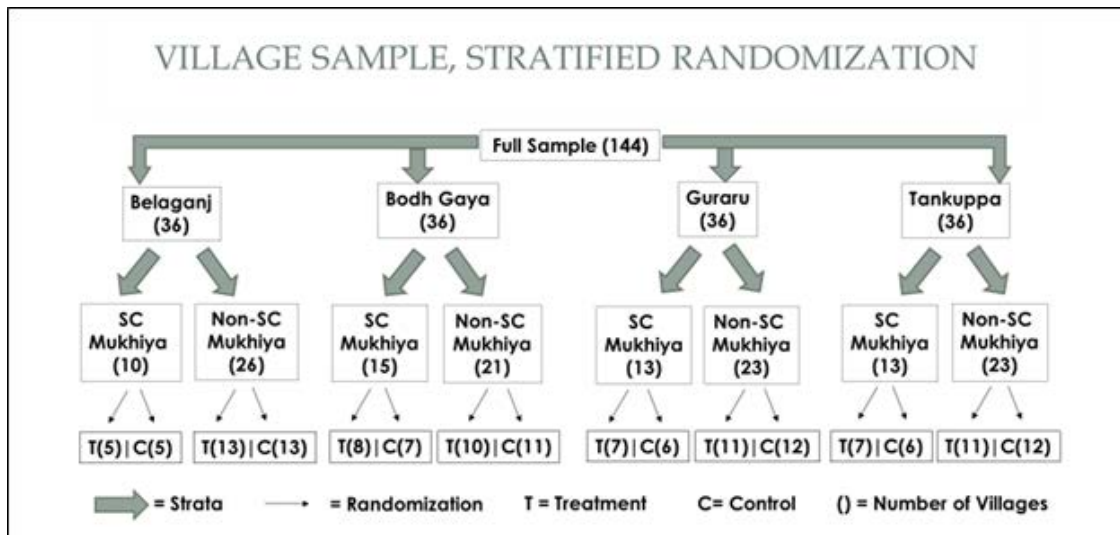 VILLAGE SAMPLE, STRATIFIED RANDOMIZATION
Full Sample (144)
Belaganj
(36)
Bodh Gaya
(36)
Guraru
(36)
Tankuppa
(36)
SC
Mukhiya
(10)
Non-SC
Mukhiya
(26)
SC
Mukhiya
(15)
Non-SC
Mukhiya
(21)
SC
Mukhiya
(13)
Non-SC
Mukhiya
(23)
SC
Mukhiya
(13)
Non-SC
Mukhiya
(23)
T(5)|C(5)
T(13)|C(13)
T(8)|C(7)
T(10)|C(11)
T(7)|C(6)
T(11)|C(12)
T(7)|C(6)
T(11)|C(12)
= Strata
= Randomization
T = Treatment
C= Control
() = Number of Villages